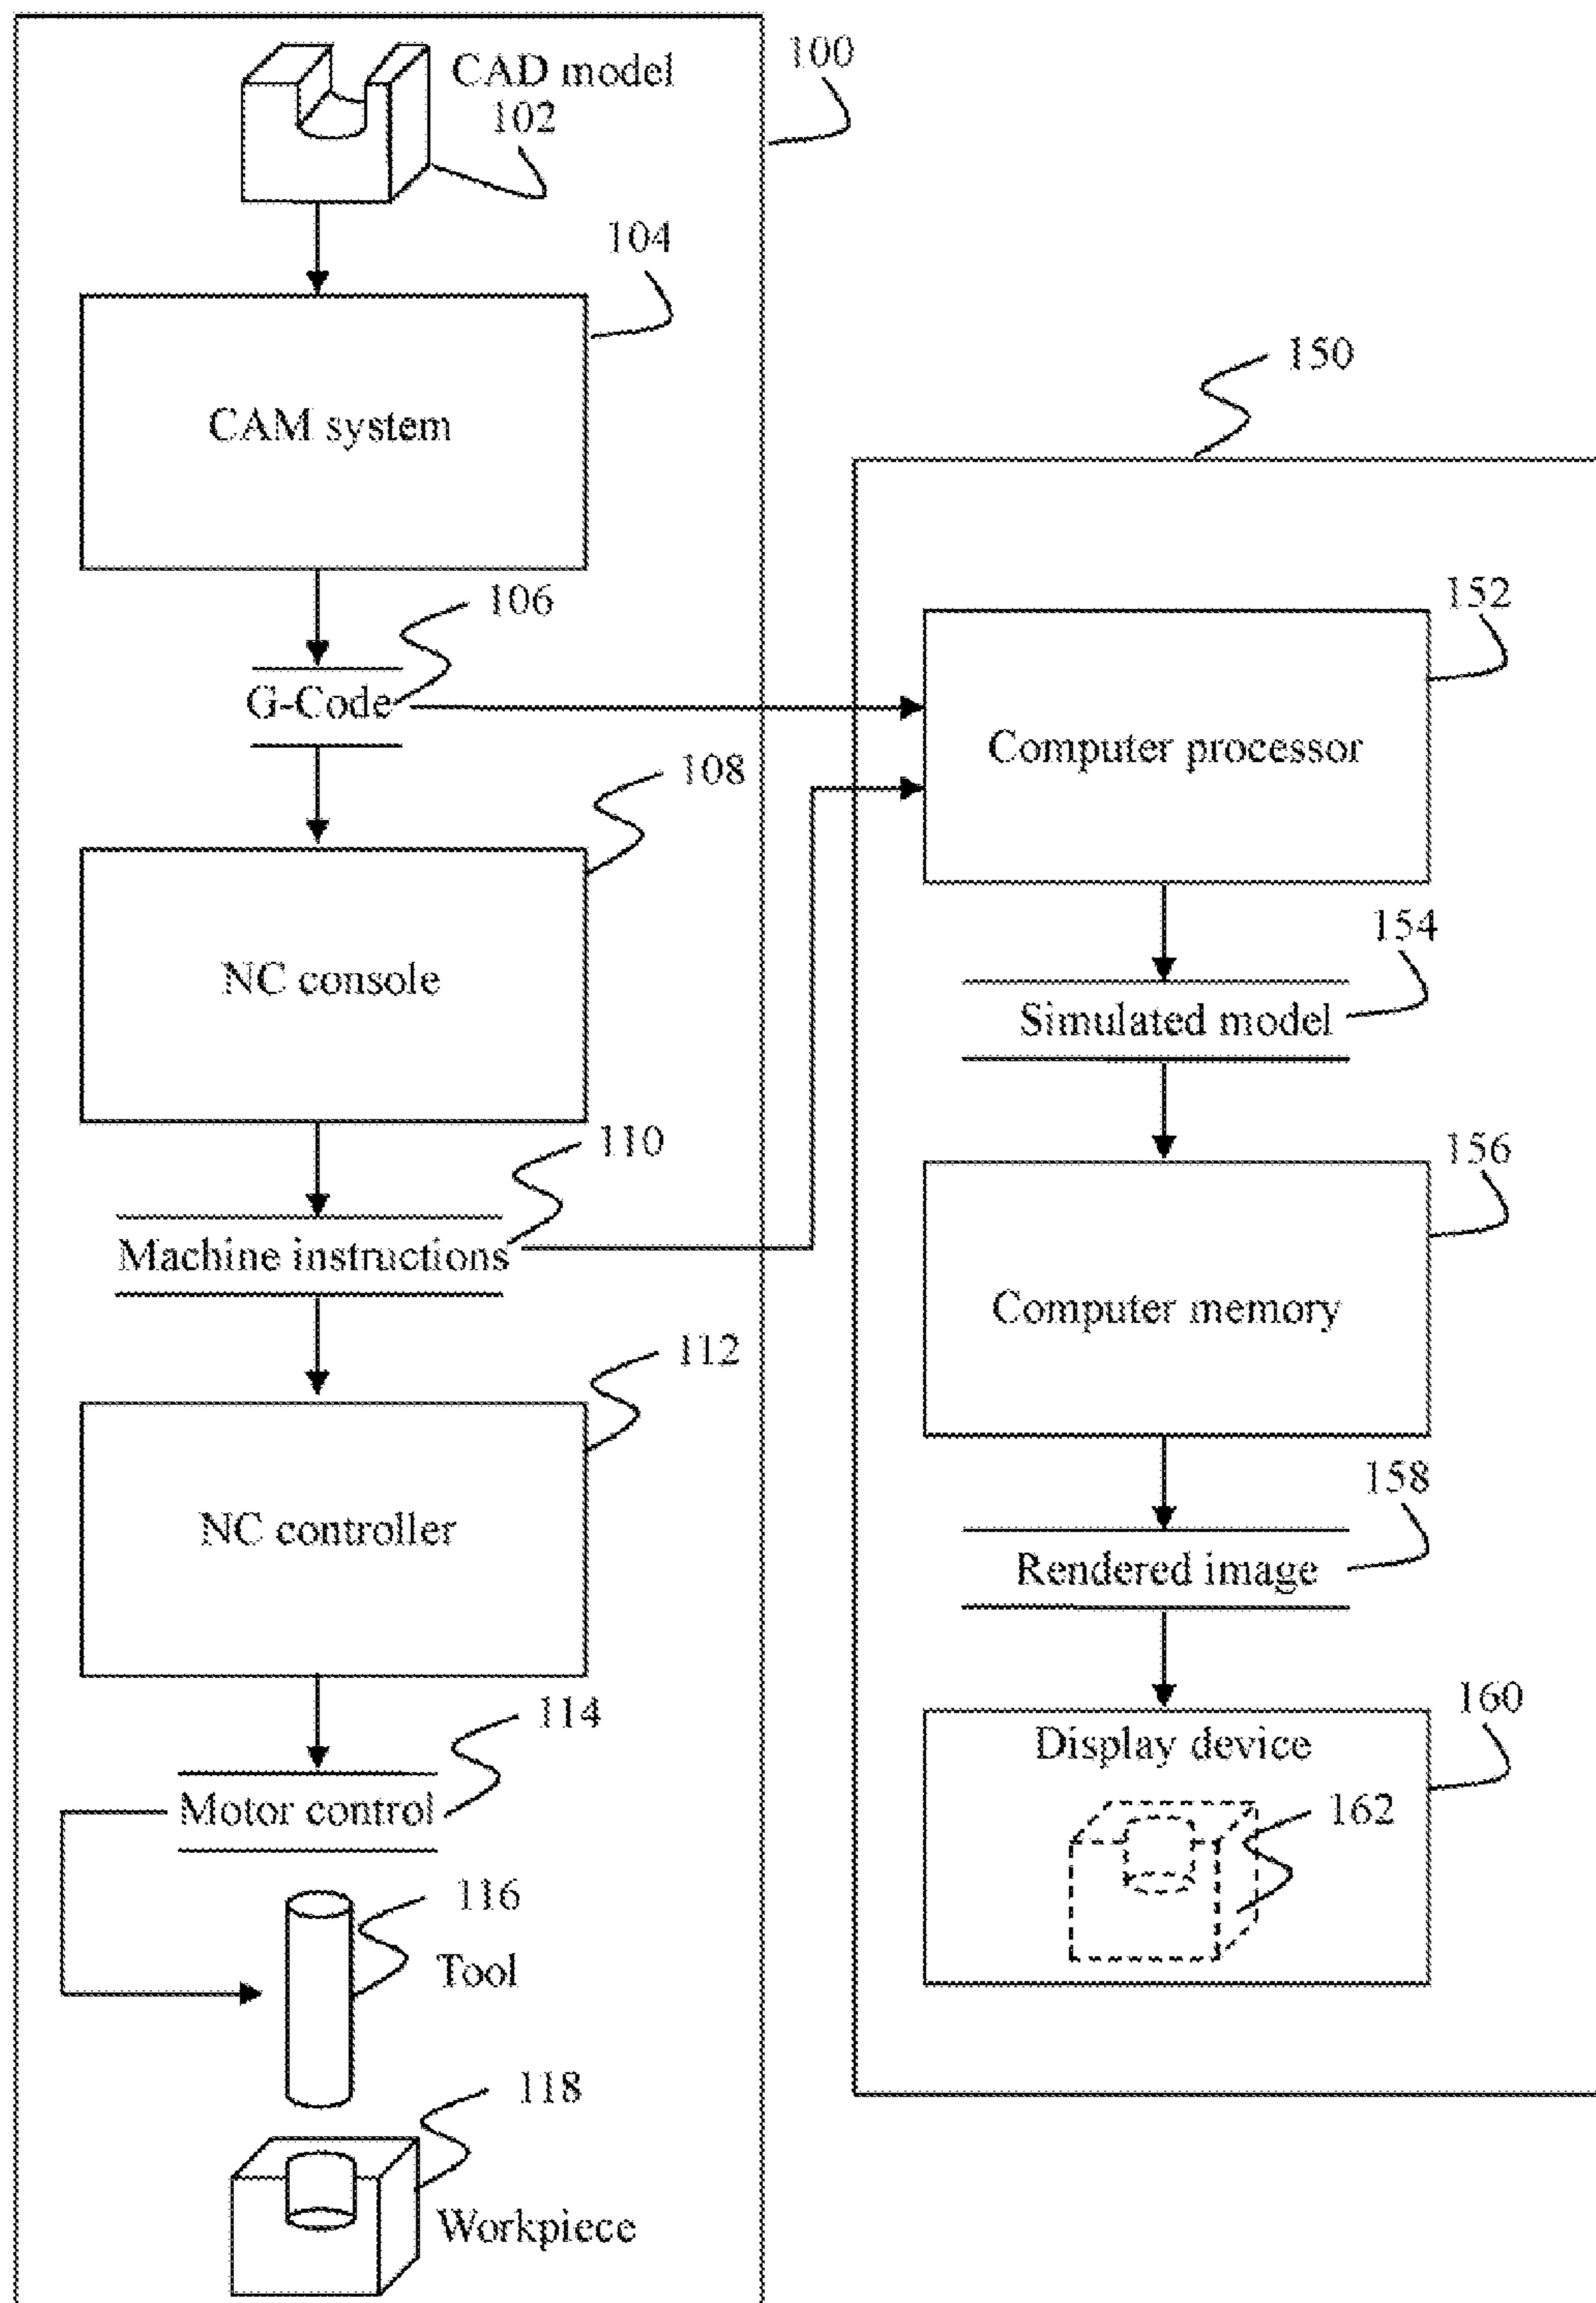 CAD model
102
100
104
CAM system
106
G-Code
108
NC console
110
Machine instructions
112
NC controller
114
Motor control
116
Tool
118
Workpiece
150
152
Computer processor
154
Simulated model
156
Computer memory
158
Rendered image
160
Display device
162